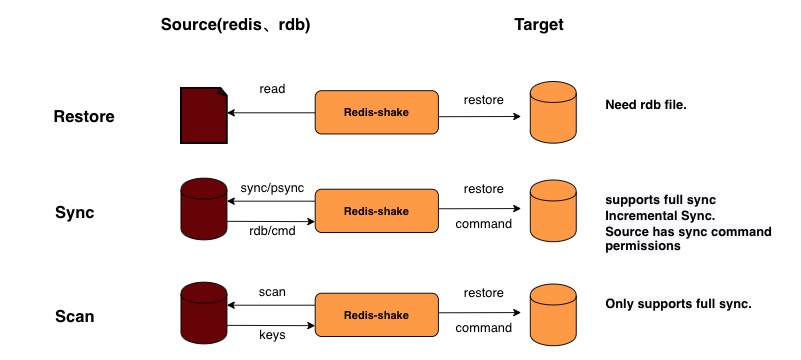 Source(redis、rdb)
Target
Restore
read
Redis-shake
restore
Need rdb file.
Sync
sync/psync
rdb/cmd
Redis-shake
restore
command
supports full sync
Incremental Sync.
Source has sync command
permissions
Scan
scan
keys
Redis-shake
restore
command
Only supports full sync.